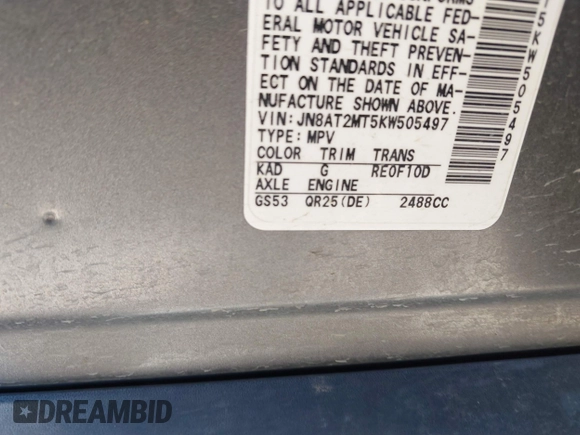 TO ALL APPLICABLE FED-
ERAL MOTOR VEHICLE SA-
FETY AND THEFT PREVEN-
TION STANDARDS IN EFF-
ECT ON THE DATE OF MA-
NUFACTURE SHOWN ABOVE.
VIN: JN8AT2MT5KW505497
TYPE: MPV
COLOR TRIM TRANS
KAD G RE0F10D
AXLE ENGINE
GS53 QR25(DE) 2488CC
5KW505497
DREAMBID